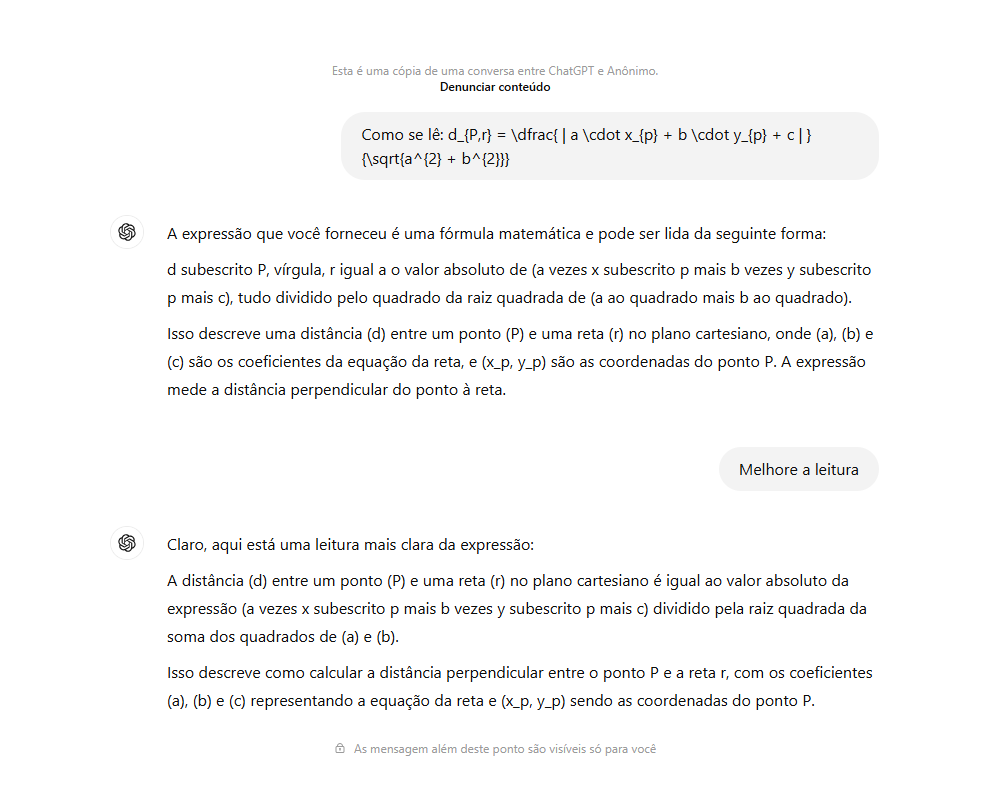 Esta é uma cópia de uma conversa entre ChatGPT e Anônimo.
Denunciar conteúdo
Como se lê: d_{P,r} = \dfrac{ | a \cdot x_{p} + b \cdot y_{p} + c | }
{\sqrt{a^{2} + b^{2}}}
A expressão que você forneceu é uma fórmula matemática e pode ser lida da seguinte forma:
d subescrito P, vírgula, r igual a o valor absoluto de (a vezes x subescrito p mais b vezes y subescrito
p mais c), tudo dividido pelo quadrado da raiz quadrada de (a ao quadrado mais b ao quadrado).
Isso descreve uma distância (d) entre um ponto (P) e uma reta (r) no plano cartesiano, onde (a), (b) e
(c) são os coeficientes da equação da reta, e (x_p, y_p) são as coordenadas do ponto P. A expressão
mede a distância perpendicular do ponto à reta.
Melhore a leitura
Claro, aqui está uma leitura mais clara da expressão:
A distância (d) entre um ponto (P) e uma reta (r) no plano cartesiano é igual ao valor absoluto da
expressão (a vezes x subescrito p mais b vezes y subescrito p mais c) dividido pela raiz quadrada da
soma dos quadrados de (a) e (b).
Isso descreve como calcular a distância perpendicular entre o ponto P e a reta r, com os coeficientes
(a), (b) e (c) representando a equação da reta e (x_p, y_p) sendo as coordenadas do ponto P.
As mensagem além deste ponto são visíveis só para você